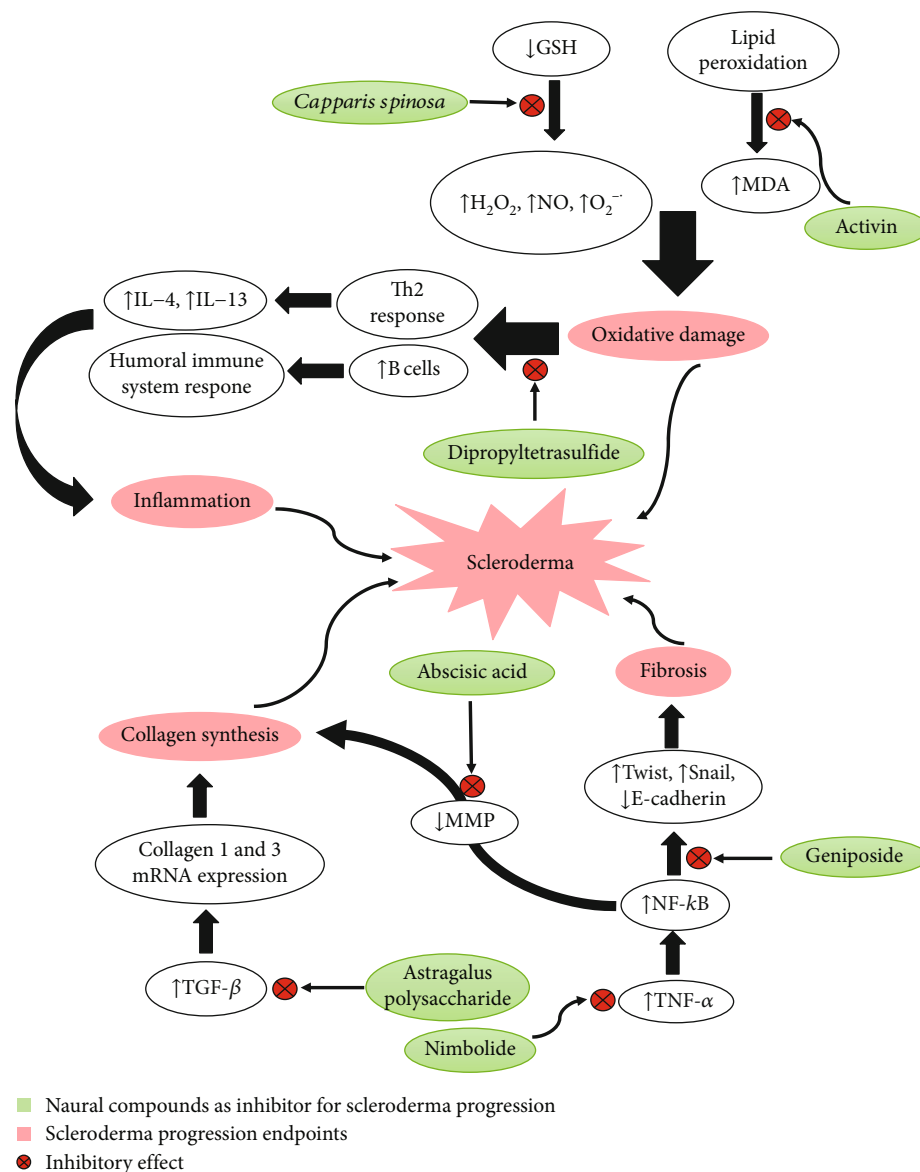 ↓GSH
Lipid
peroxidation
Capparis spinosa
↑H₂O₂, ↑NO, ↑O₂⁻·
↑MDA
Activin
↑IL–4, ↑IL–13
Th2
response
Oxidative damage
Humoral immune
system respone
↑B cells
Dipropyltetrasulfide
Inflammation
Scleroderma
Abscisic acid
Fibrosis
Collagen synthesis
↑Twist, ↑Snail,
↓E-cadherin
↓MMP
Collagen 1 and 3
mRNA expression
Geniposide
↑NF-kB
↑TGF-β
Astragalus
polysaccharide
↑TNF-α
Nimbolide
Naural compounds as inhibitor for scleroderma progression
Scleroderma progression endpoints
Inhibitory effect